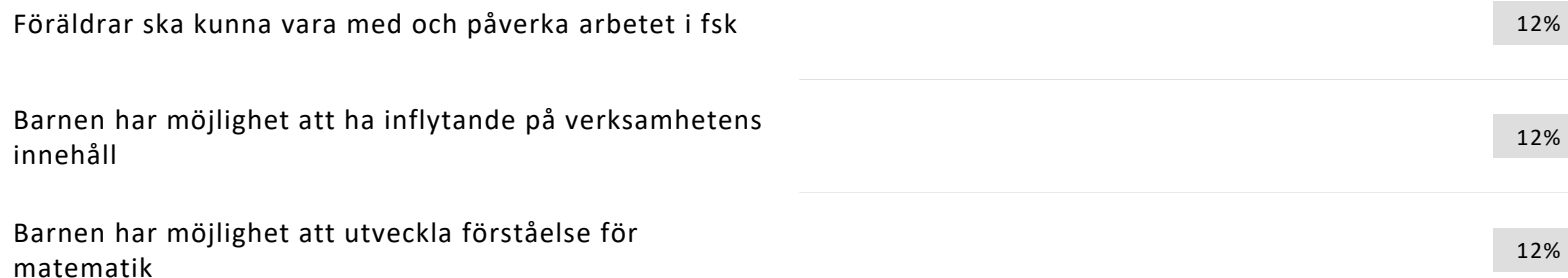 Föräldrar ska kunna vara med och påverka arbetet i fsk
12%
Barnen har möjlighet att ha inflytande på verksamhetens
innehåll
12%
Barnen har möjlighet att utveckla förståelse för
matematik
12%